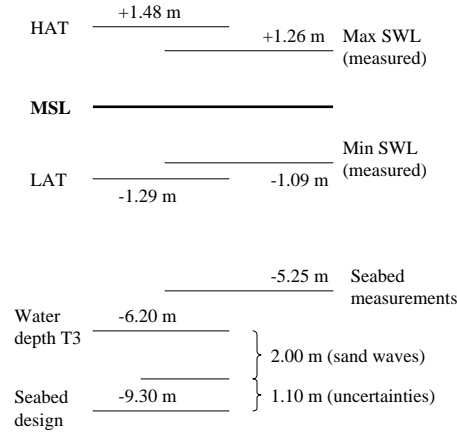 +1.48 m
HAT
+1.26 m
Max SWL
(measured)
MSL
Min SWL
(measured)
LAT
-1.09 m
-1.29 m
-5.25 m
Seabed
measurements
Water
depth T3
-6.20 m
2.00 m (sand waves)
Seabed
design
-9.30 m
1.10 m (uncertainties)